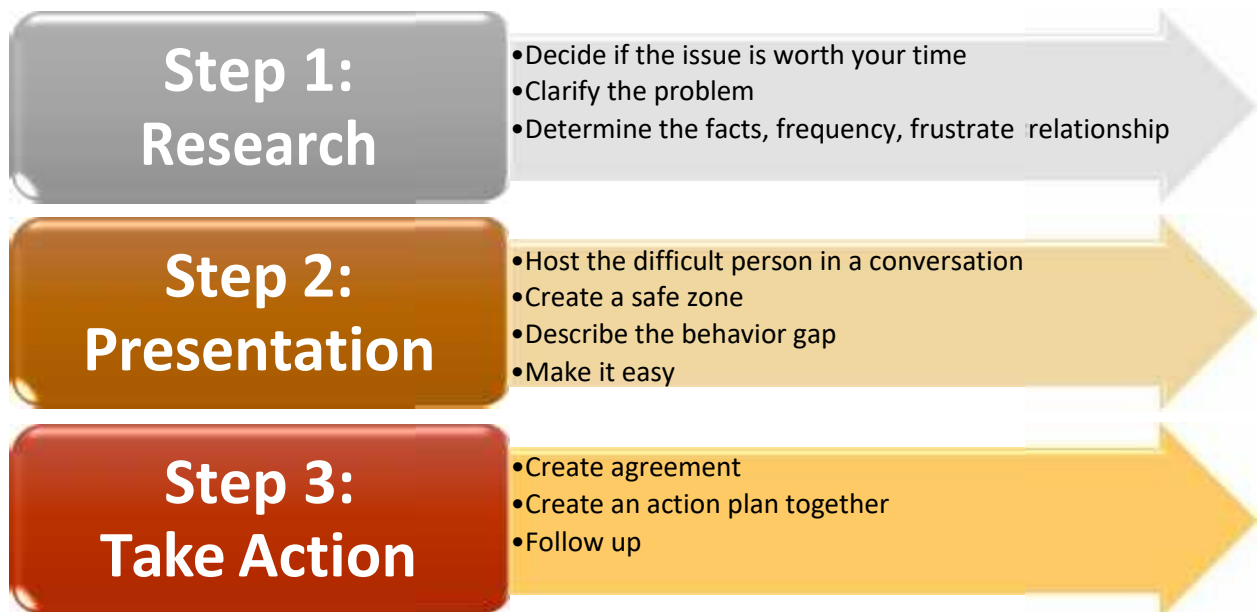 Step 1:
Research
•Decide if the issue is worth your time
•Clarify the problem
•Determine the facts, frequency, frustrate relationship
Step 2:
Presentation
•Host the difficult person in a conversation
•Create a safe zone
•Describe the behavior gap
•Make it easy
Step 3:
Take Action
•Create agreement
•Create an action plan together
•Follow up